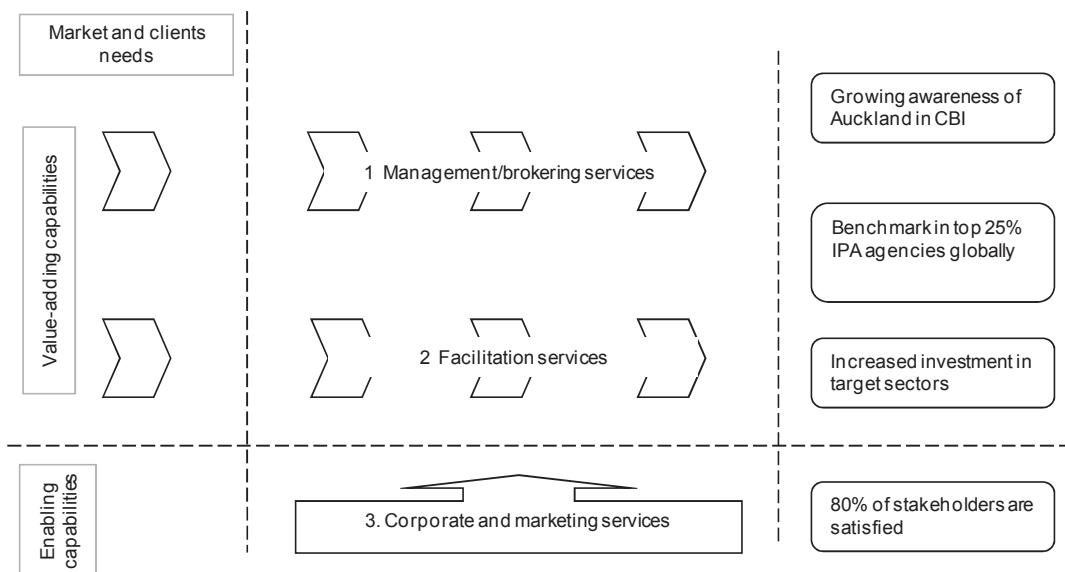 Market and clients
needs
Growing awareness of
Auckland in CBI
Value-adding capabilities
1 Management/brokering services
Benchmark in top 25%
IPA agencies globally
2 Facilitation services
Increased investment in
target sectors
Enabling
capabilities
3. Corporate and marketing services
80% of stakeholders are
satisfied